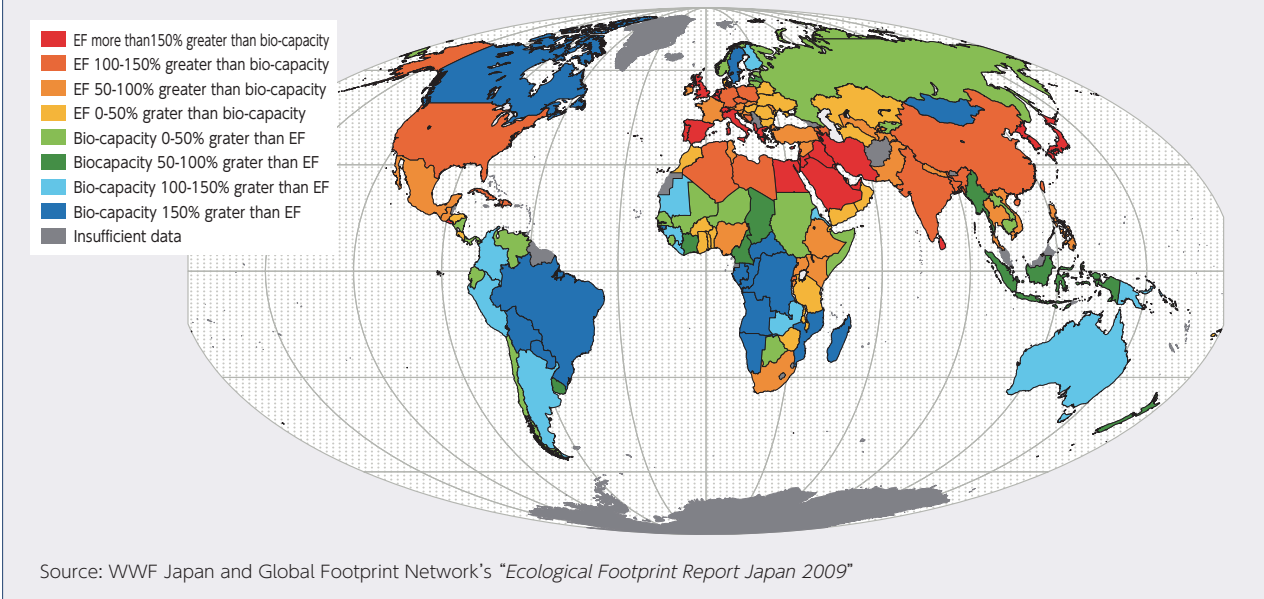 EF more than150% greater than bio-capacity
EF 100-150% greater than bio-capacity
EF 50-100% greater than bio-capacity
EF 0-50% greater than bio-capacity
Bio-capacity 0-50% grater than EF
Biocapacity 50-100% grater than EF
Bio-capacity 100-150% grater than EF
Bio-capacity 150% grater than EF
Insufficient data
Source: WWF Japan and Global Footprint Network's “Ecological Footprint Report Japan 2009”